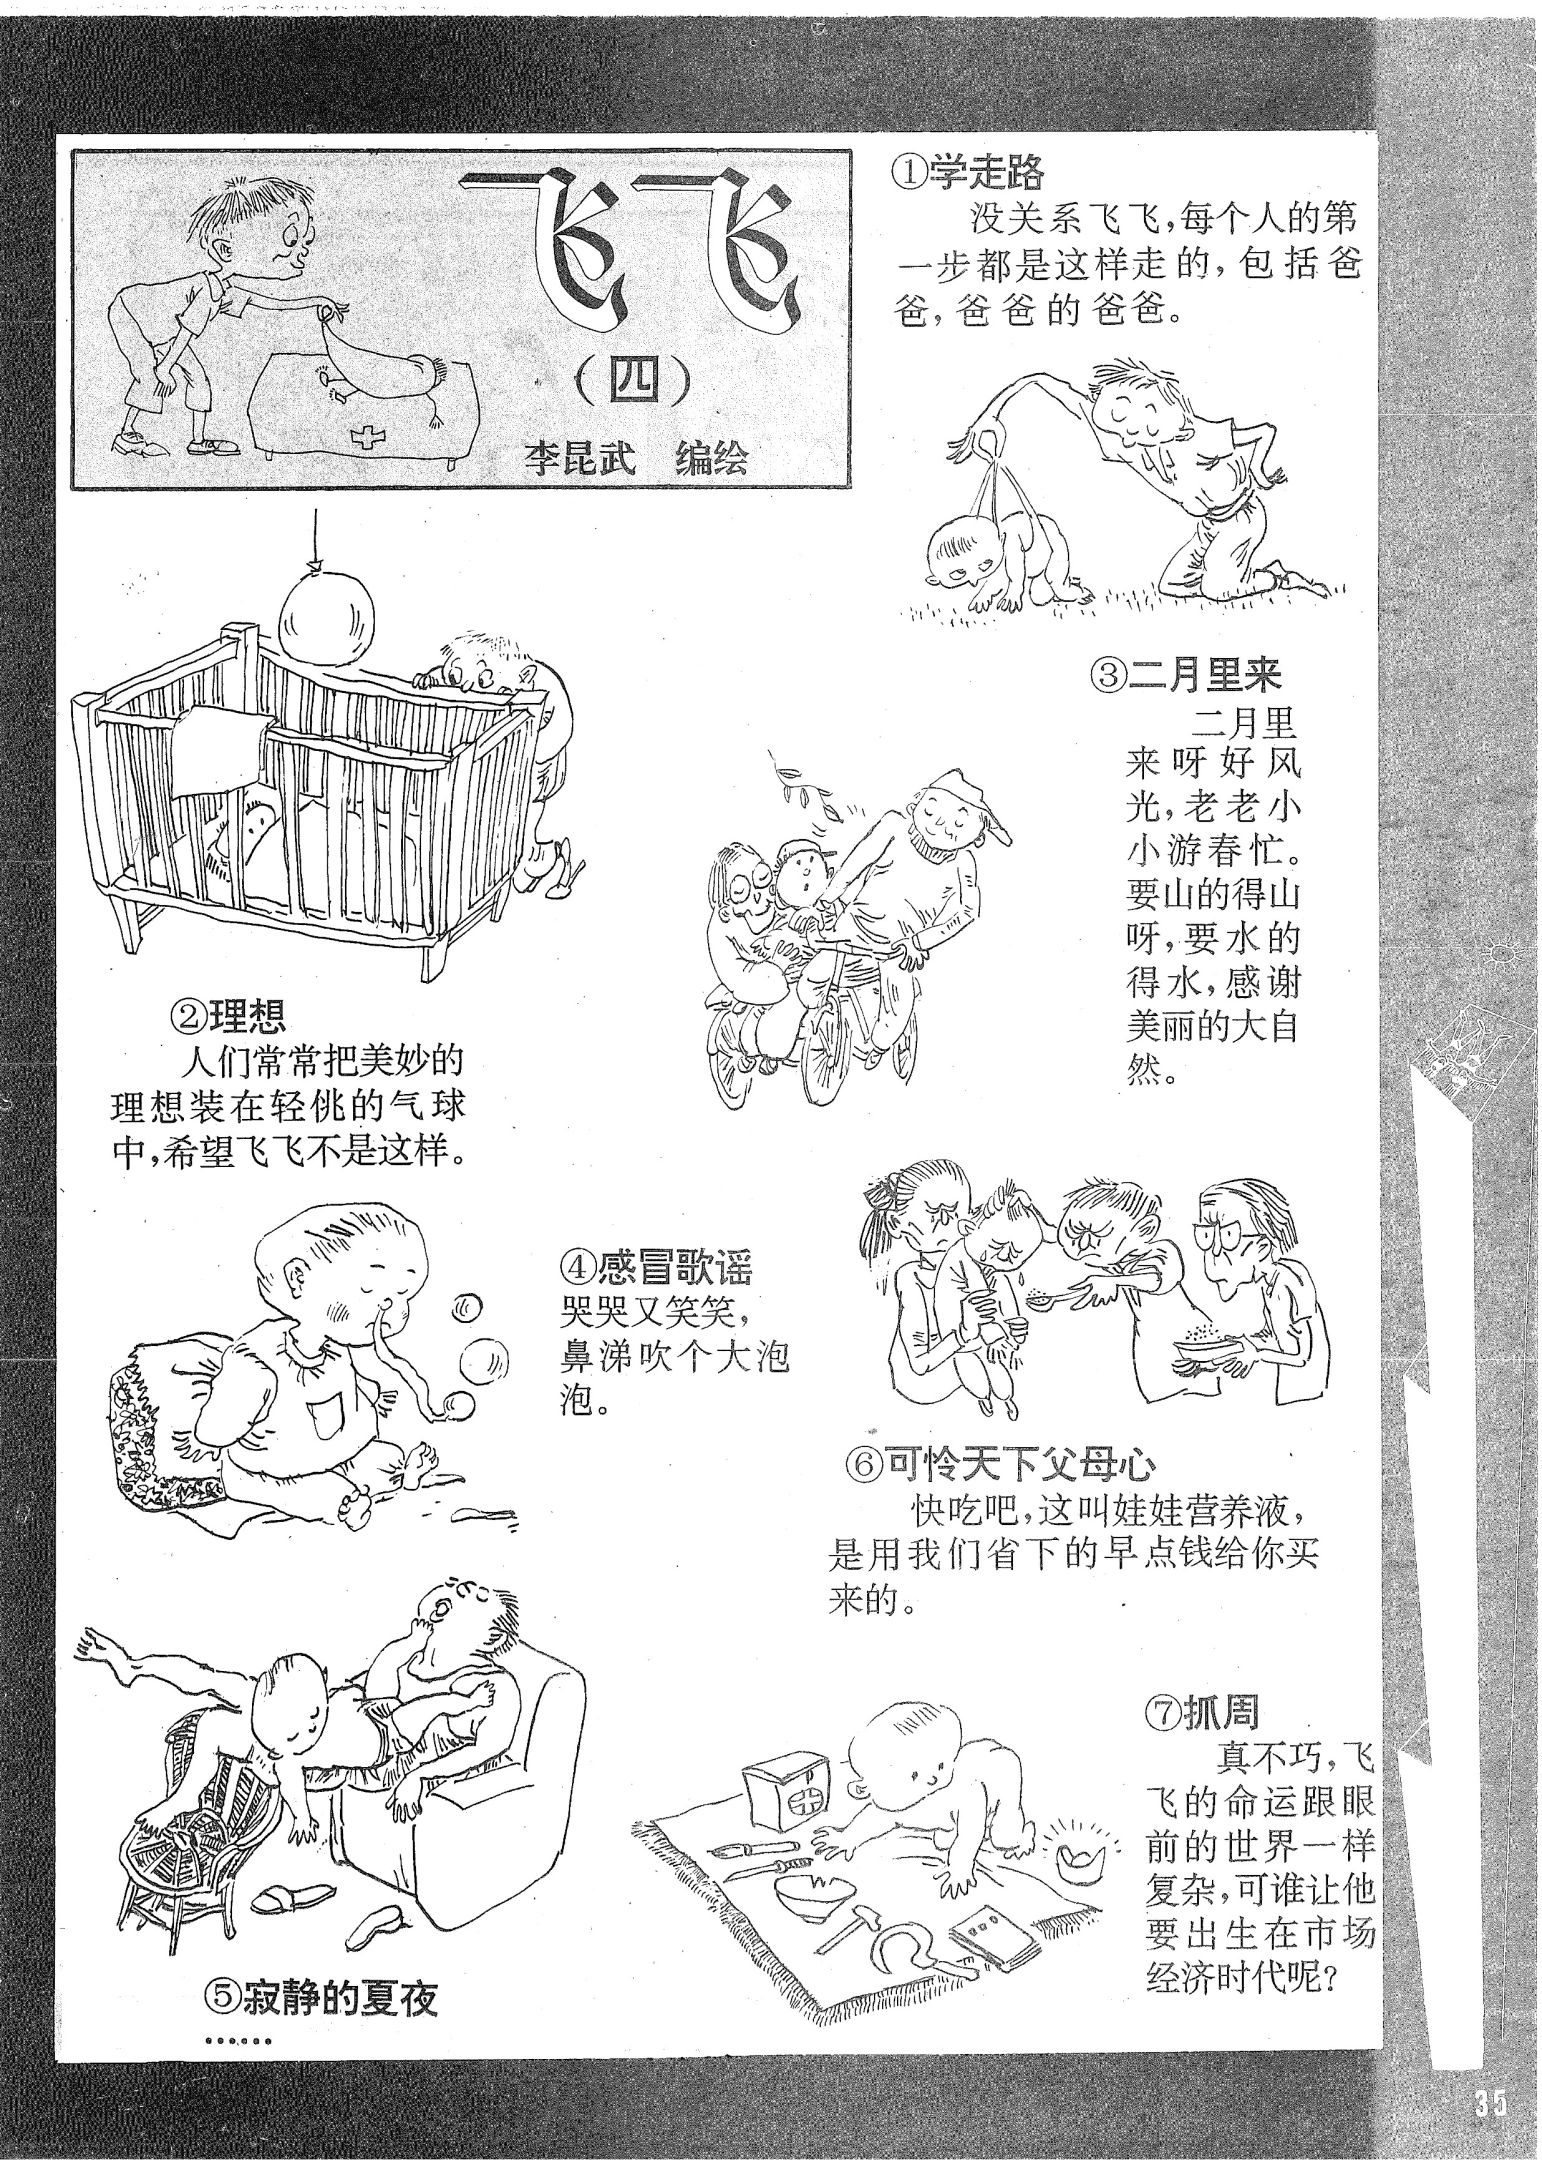 飞飞
（四）
李昆武　编绘
①学走路
没关系飞飞，每个人的第
一步都是这样走的，包括爸
爸，爸爸的爸爸。
②理想
人们常常把美妙的
理想装在轻佻的气球
中，希望飞飞不是这样。
③二月里来
二月里
来呀好风
光，老老小
小游春忙。
要山的得山
呀，要水的
得水，感谢
美丽的大自
然。
④感冒歌谣
哭哭又笑笑，
鼻涕吹个大泡
泡。
⑤寂静的夏夜
……
⑥可怜天下父母心
快吃吧，这叫娃娃营养液，
是用我们省下的早点钱给你买
来的。
⑦抓周
真不巧，飞
飞的命运跟眼
前的世界一样
复杂，可谁让他
要出生在市场
经济时代呢？
35